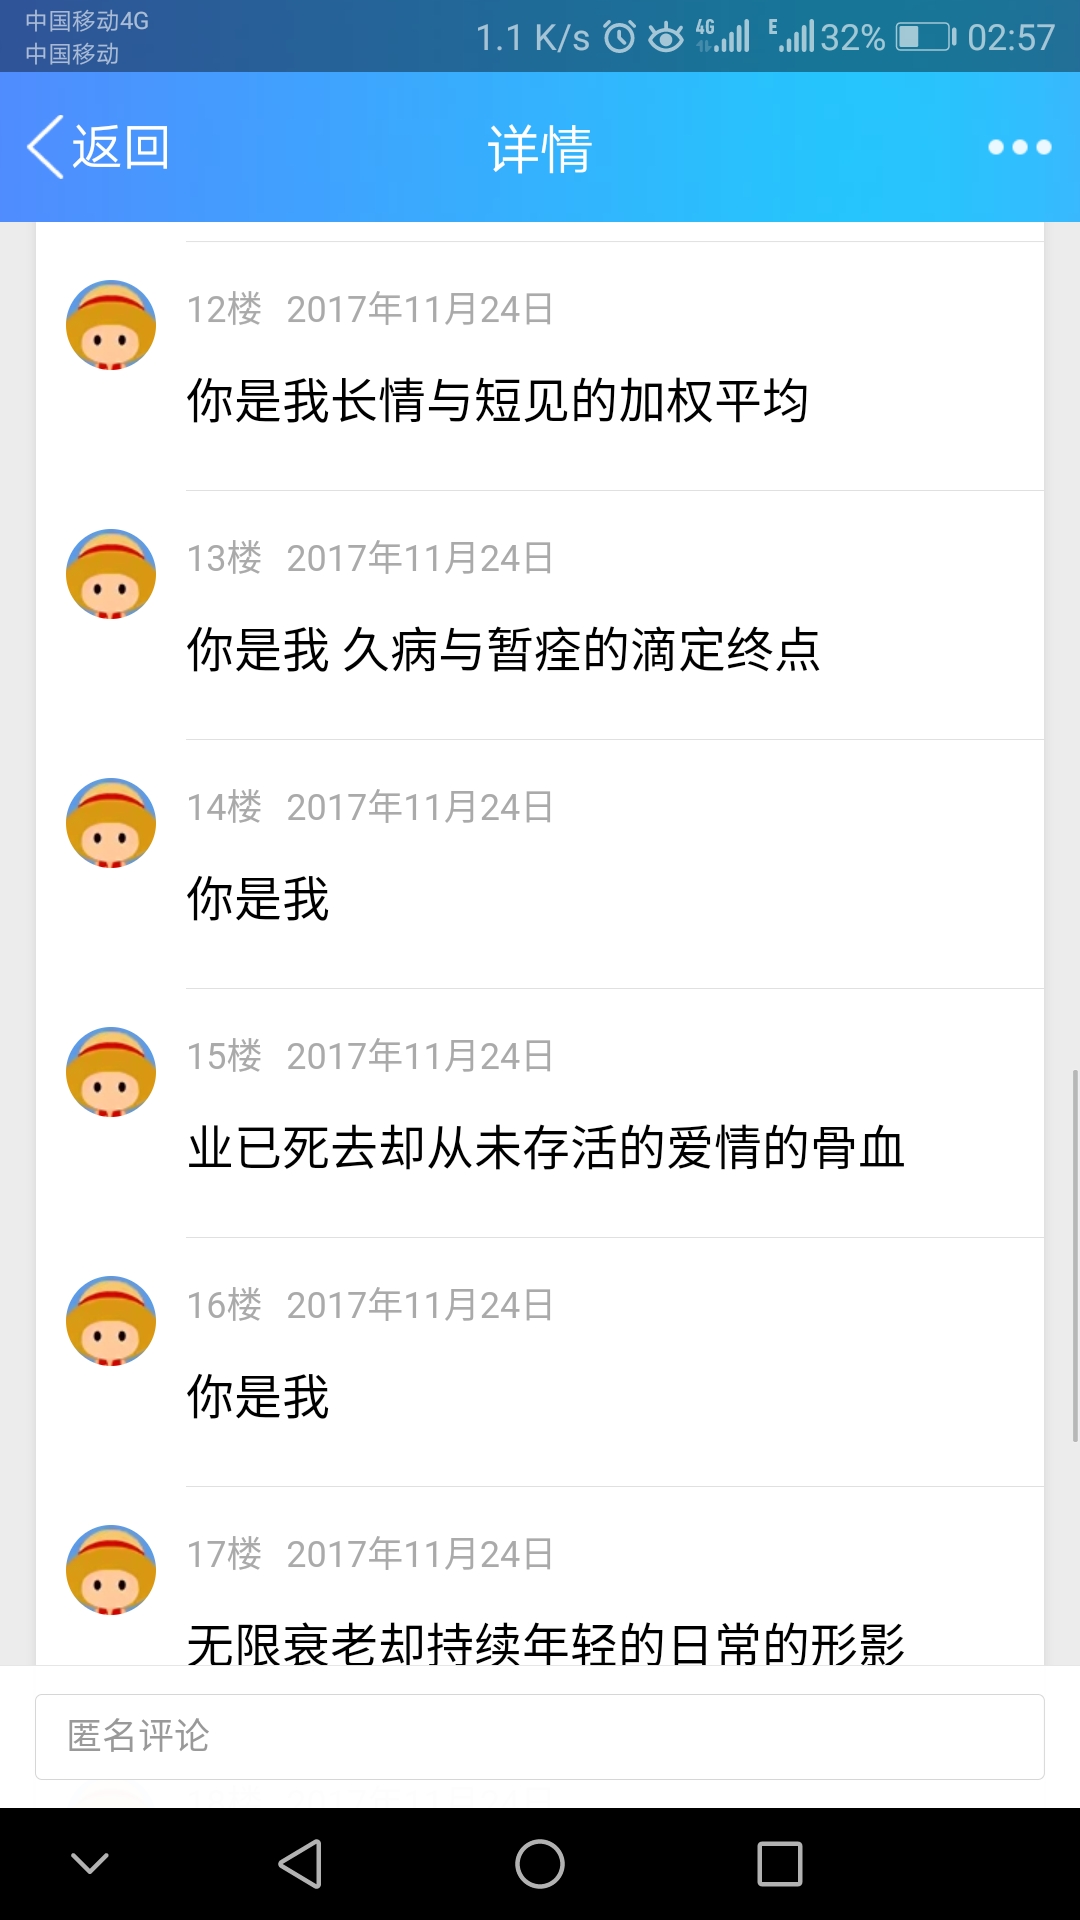 中国移动4G
中国移动
1.1 K/s 4G E 32% 02:57
返回 详情
12楼 2017年11月24日
你是我长情与短见的加权平均
13楼 2017年11月24日
你是我 久病与暂痊的滴定终点
14楼 2017年11月24日
你是我
15楼 2017年11月24日
业已死去却从未存活的爱情的骨血
16楼 2017年11月24日
你是我
17楼 2017年11月24日
无限衰老却持续年轻的日常的形影
匿名评论